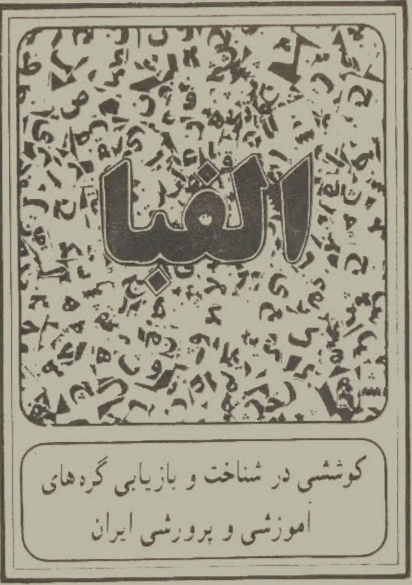 الفبا
کوششی در شناخت و بازیابی گره‌های
آموزشی و پرورشی ایران